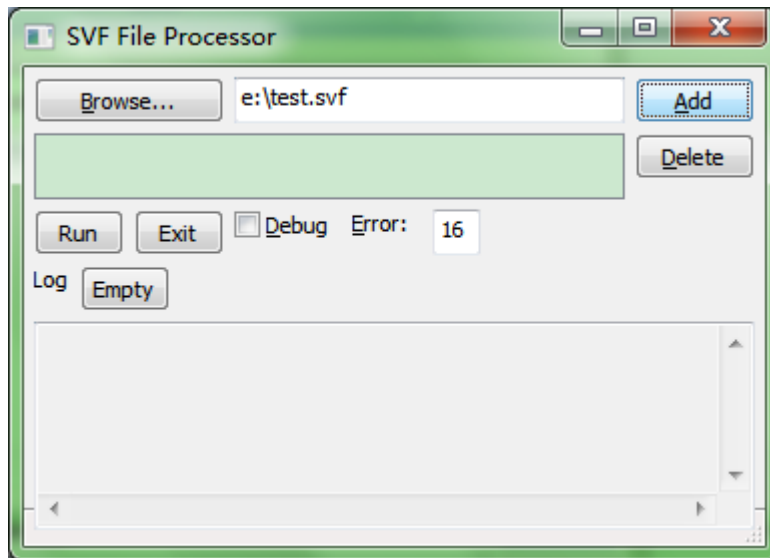 SVF File Processor
Browse... e:\test.svf Add
Delete
Run Exit Debug Error: 16
Log Empty